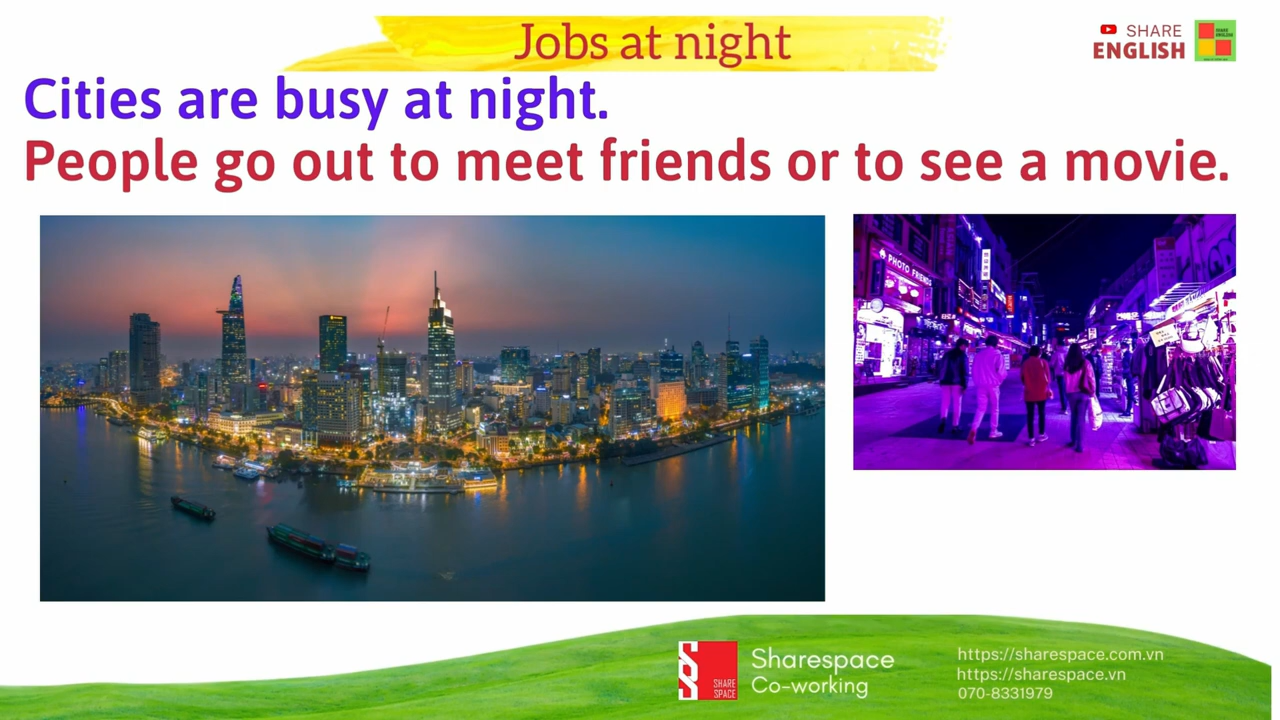 Jobs at night
SHARE
ENGLISH
Cities are busy at night.
People go out to meet friends or to see a movie.
PHOTO FRIENDS
SHARE
SPACE
Sharespace
Co-working
https://sharespace.com.vn
https://sharespace.vn
070-8331979